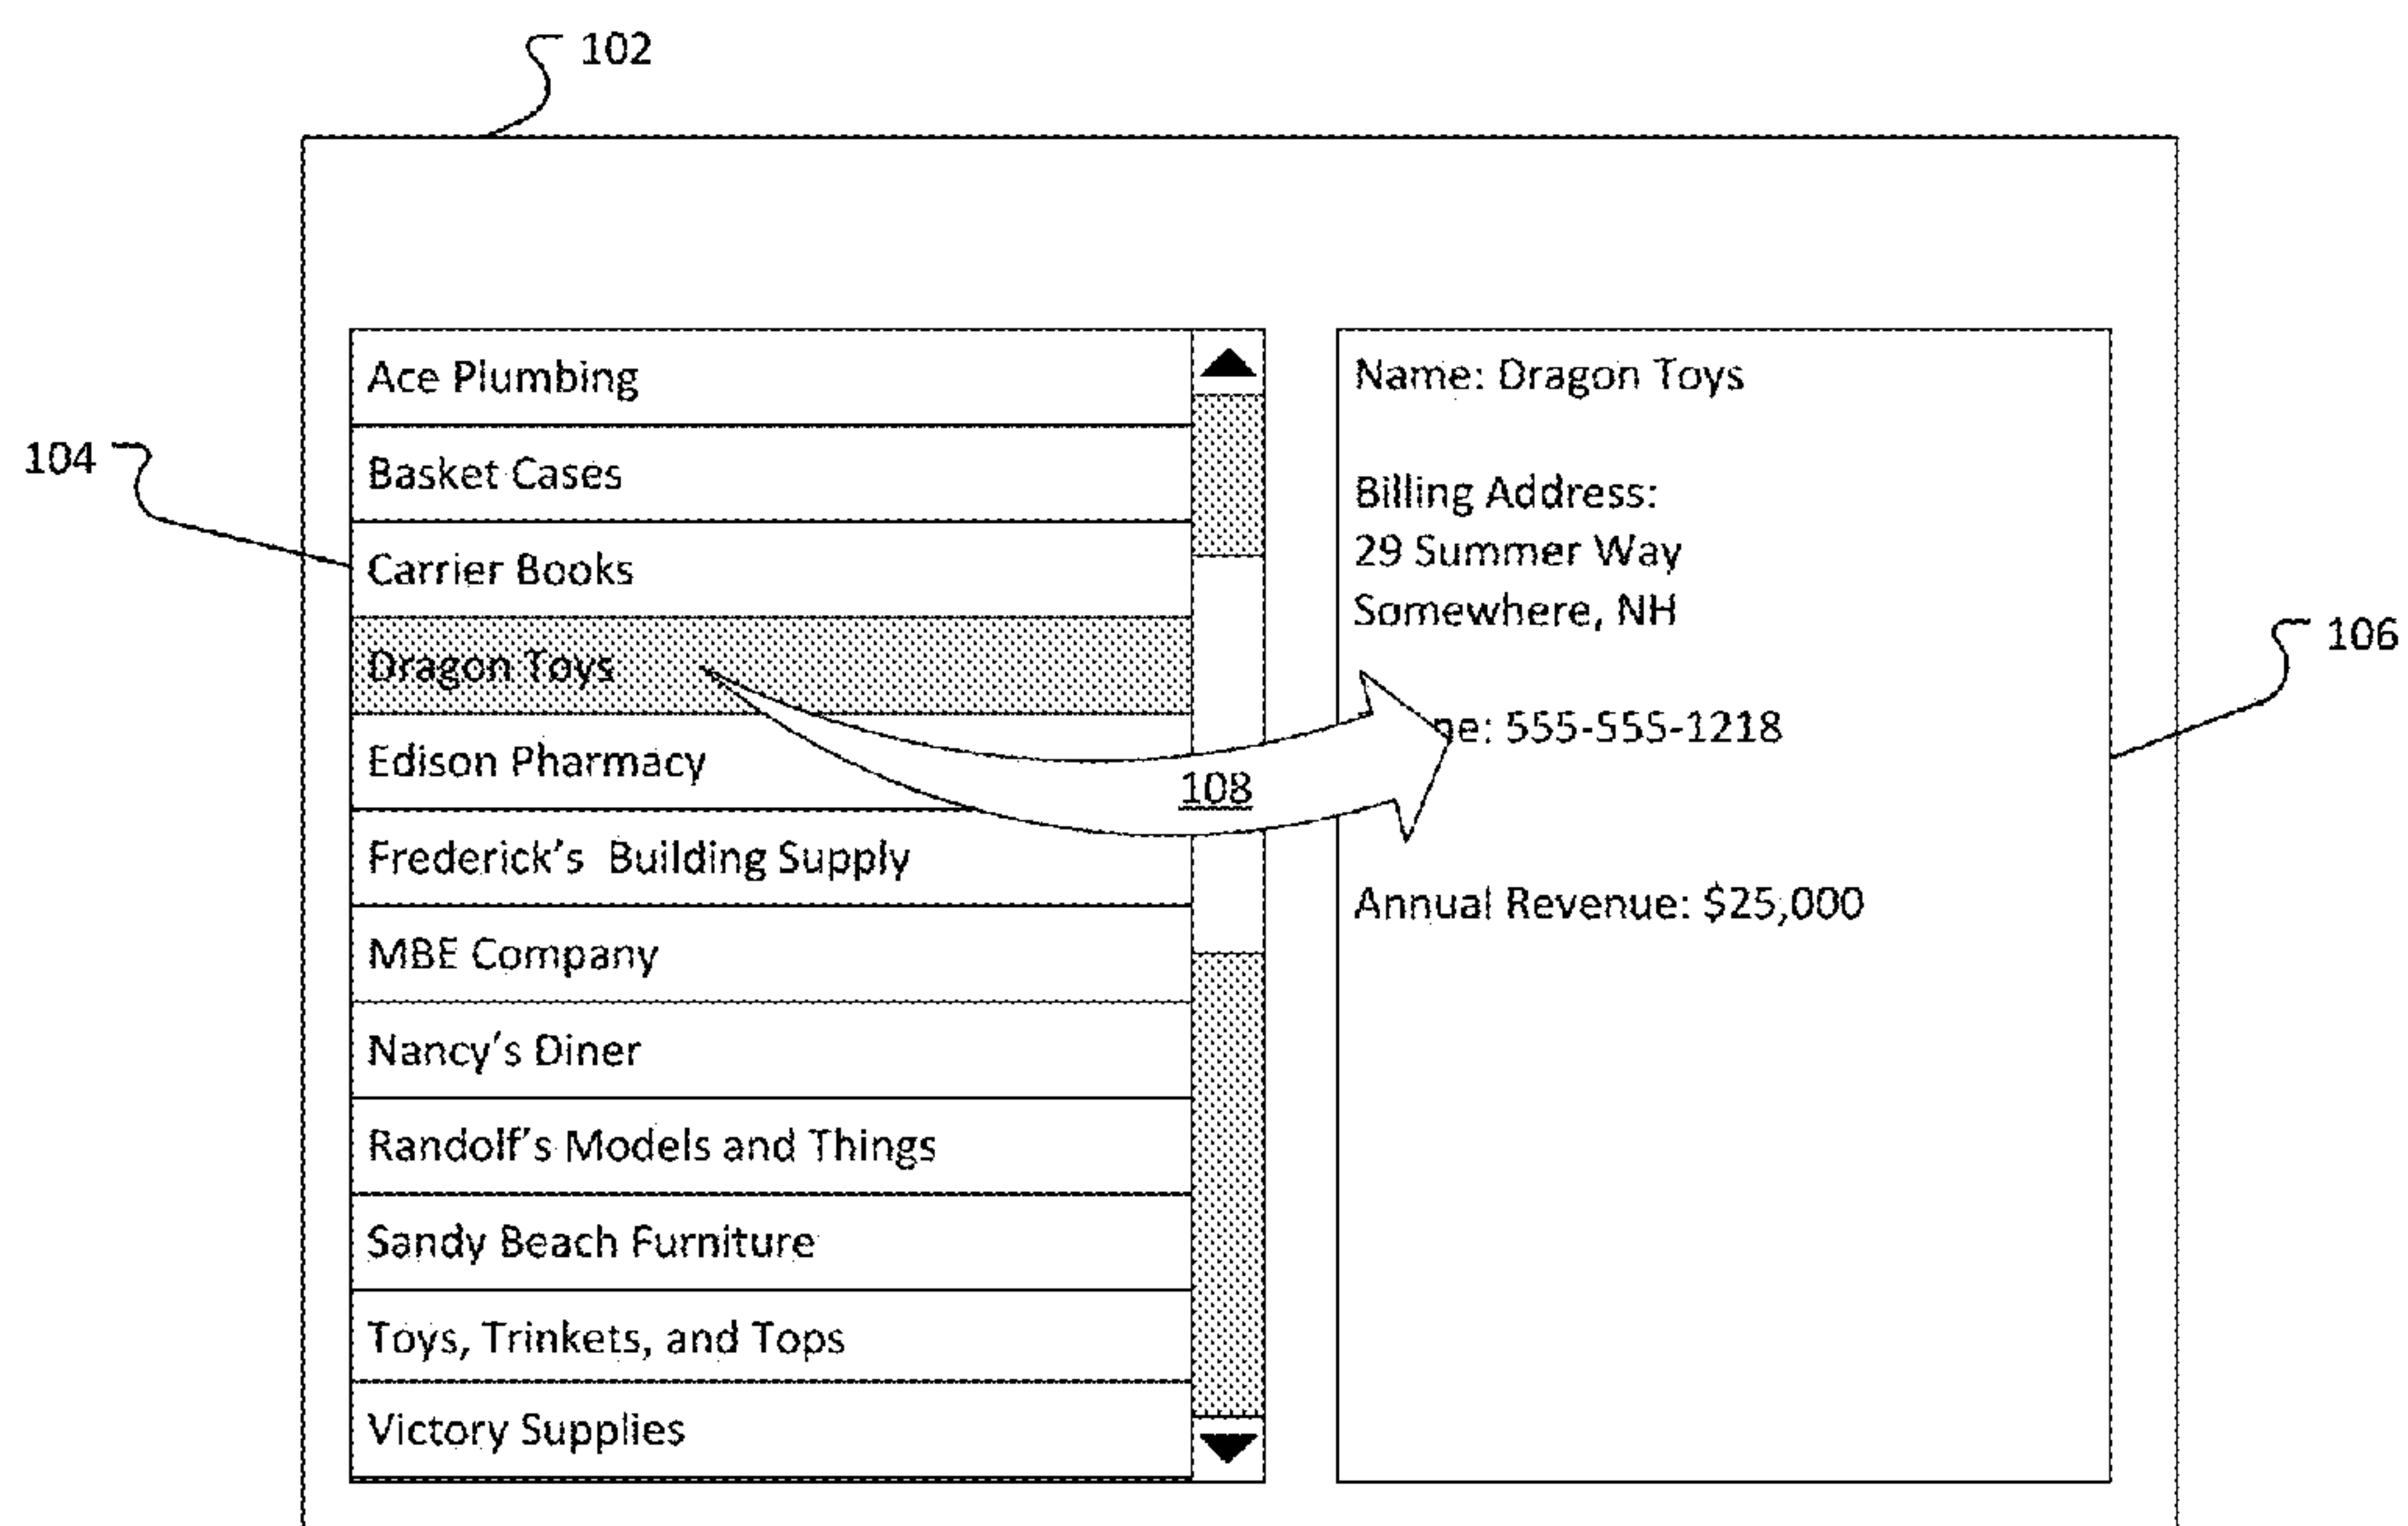 102
104
Ace Plumbing
Basket Cases
Carrier Books
Dragon Toys
Edison Pharmacy
Frederick's Building Supply
MBE Company
Nancy's Diner
Randolf's Models and Things
Sandy Beach Furniture
Toys, Trinkets, and Tops
Victory Supplies
108
Name: Dragon Toys
Billing Address:
29 Summer Way
Somewhere, NH
ne: 555-555-1218
Annual Revenue: $25,000
106